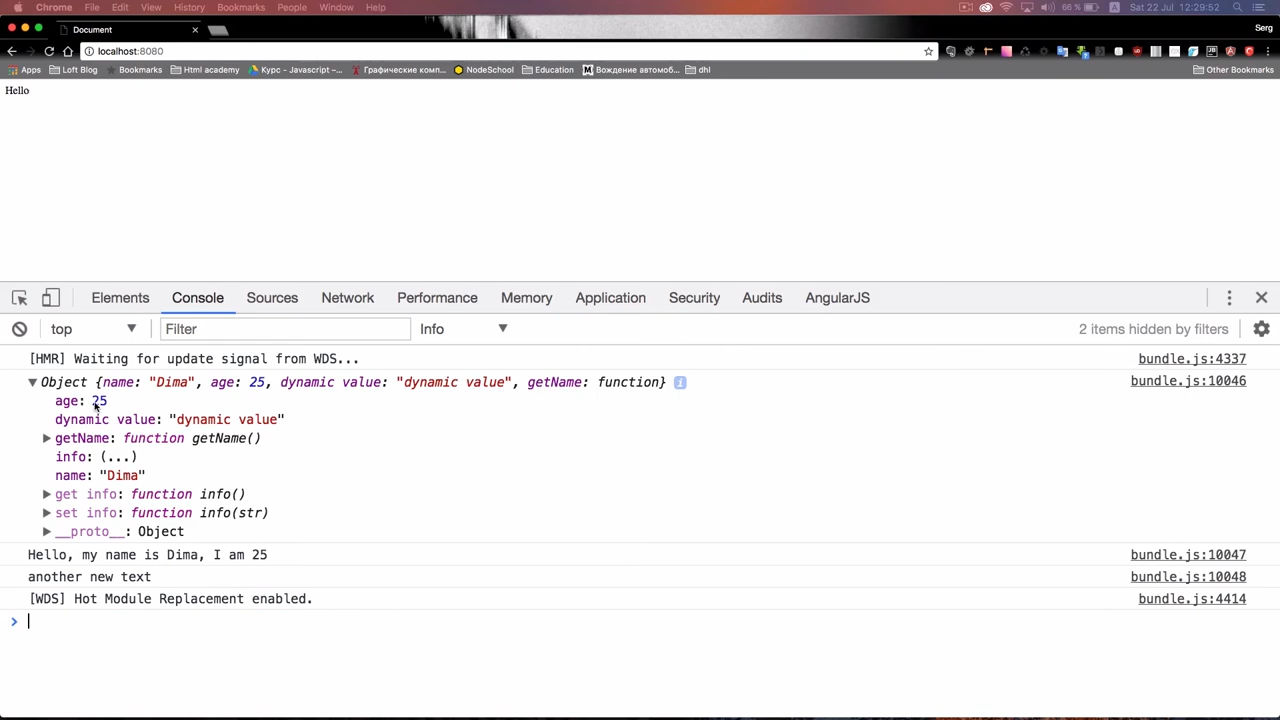 Chrome File Edit View History Bookmarks People Window Help 66 % A Sat 22 Jul 12:29:52
Document Serg
localhost:8080
Apps Loft Blog Bookmarks Html academy Курс - Javascript –... Графические комп... NodeSchool Education Вождение автомоб... dhl Other Bookmarks
Hello
Elements Console Sources Network Performance Memory Application Security Audits AngularJS
top Filter Info 2 items hidden by filters
[HMR] Waiting for update signal from WDS... bundle.js:4337
Object {name: "Dima", age: 25, dynamic value: "dynamic value", getName: function} i bundle.js:10046
age: 25
dynamic value: "dynamic value"
getName: function getName()
info: (...)
name: "Dima"
get info: function info()
set info: function info(str)
__proto__: Object
Hello, my name is Dima, I am 25 bundle.js:10047
another new text bundle.js:10048
[WDS] Hot Module Replacement enabled. bundle.js:4414
>